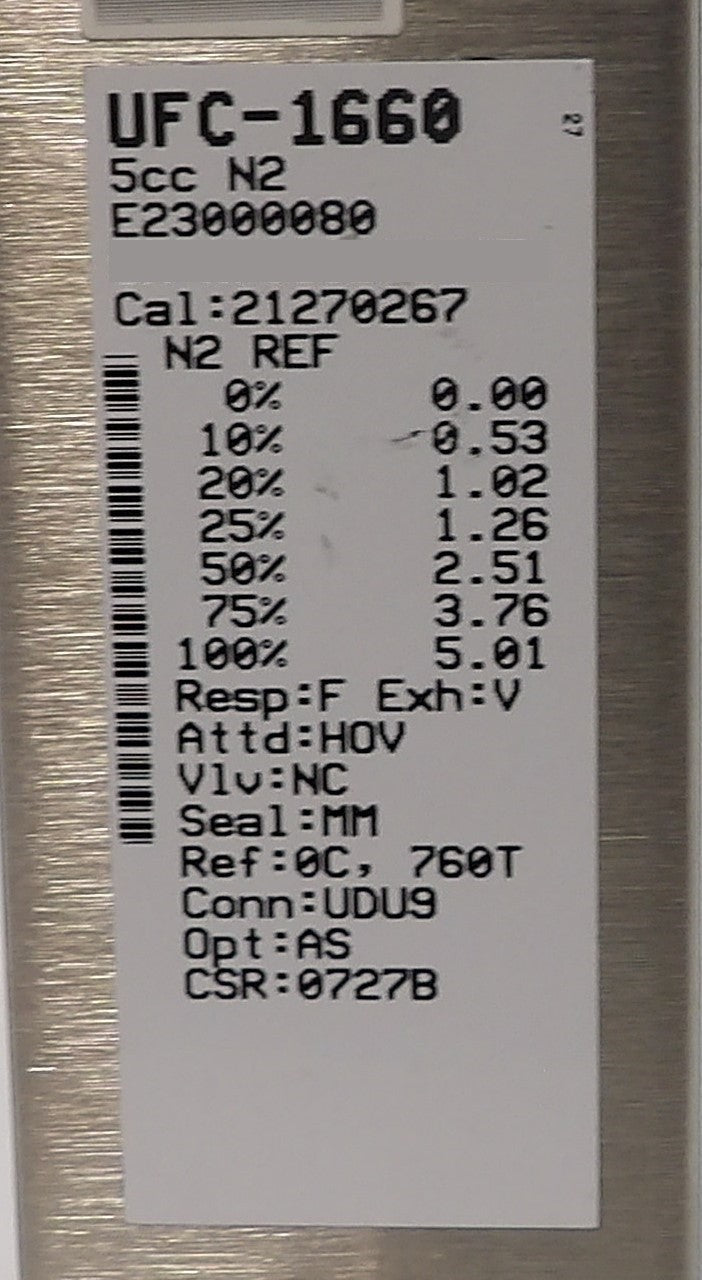 UFC-1660
27
5cc N2
E23000080
Cal:21270267
N2 REF
0% 0.00
10% 0.53
20% 1.02
25% 1.26
50% 2.51
75% 3.76
100% 5.01
Resp:F Exh:V
Attd:HOV
Vlv:NC
Seal:MM
Ref:0C, 760T
Conn:UDU9
Opt:AS
CSR:0727B